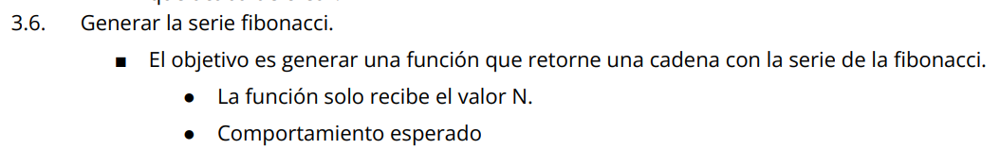 3.6. Generar la serie fibonacci.
■ El objetivo es generar una función que retorne una cadena con la serie de la fibonacci.
● La función solo recibe el valor N.
● Comportamiento esperado